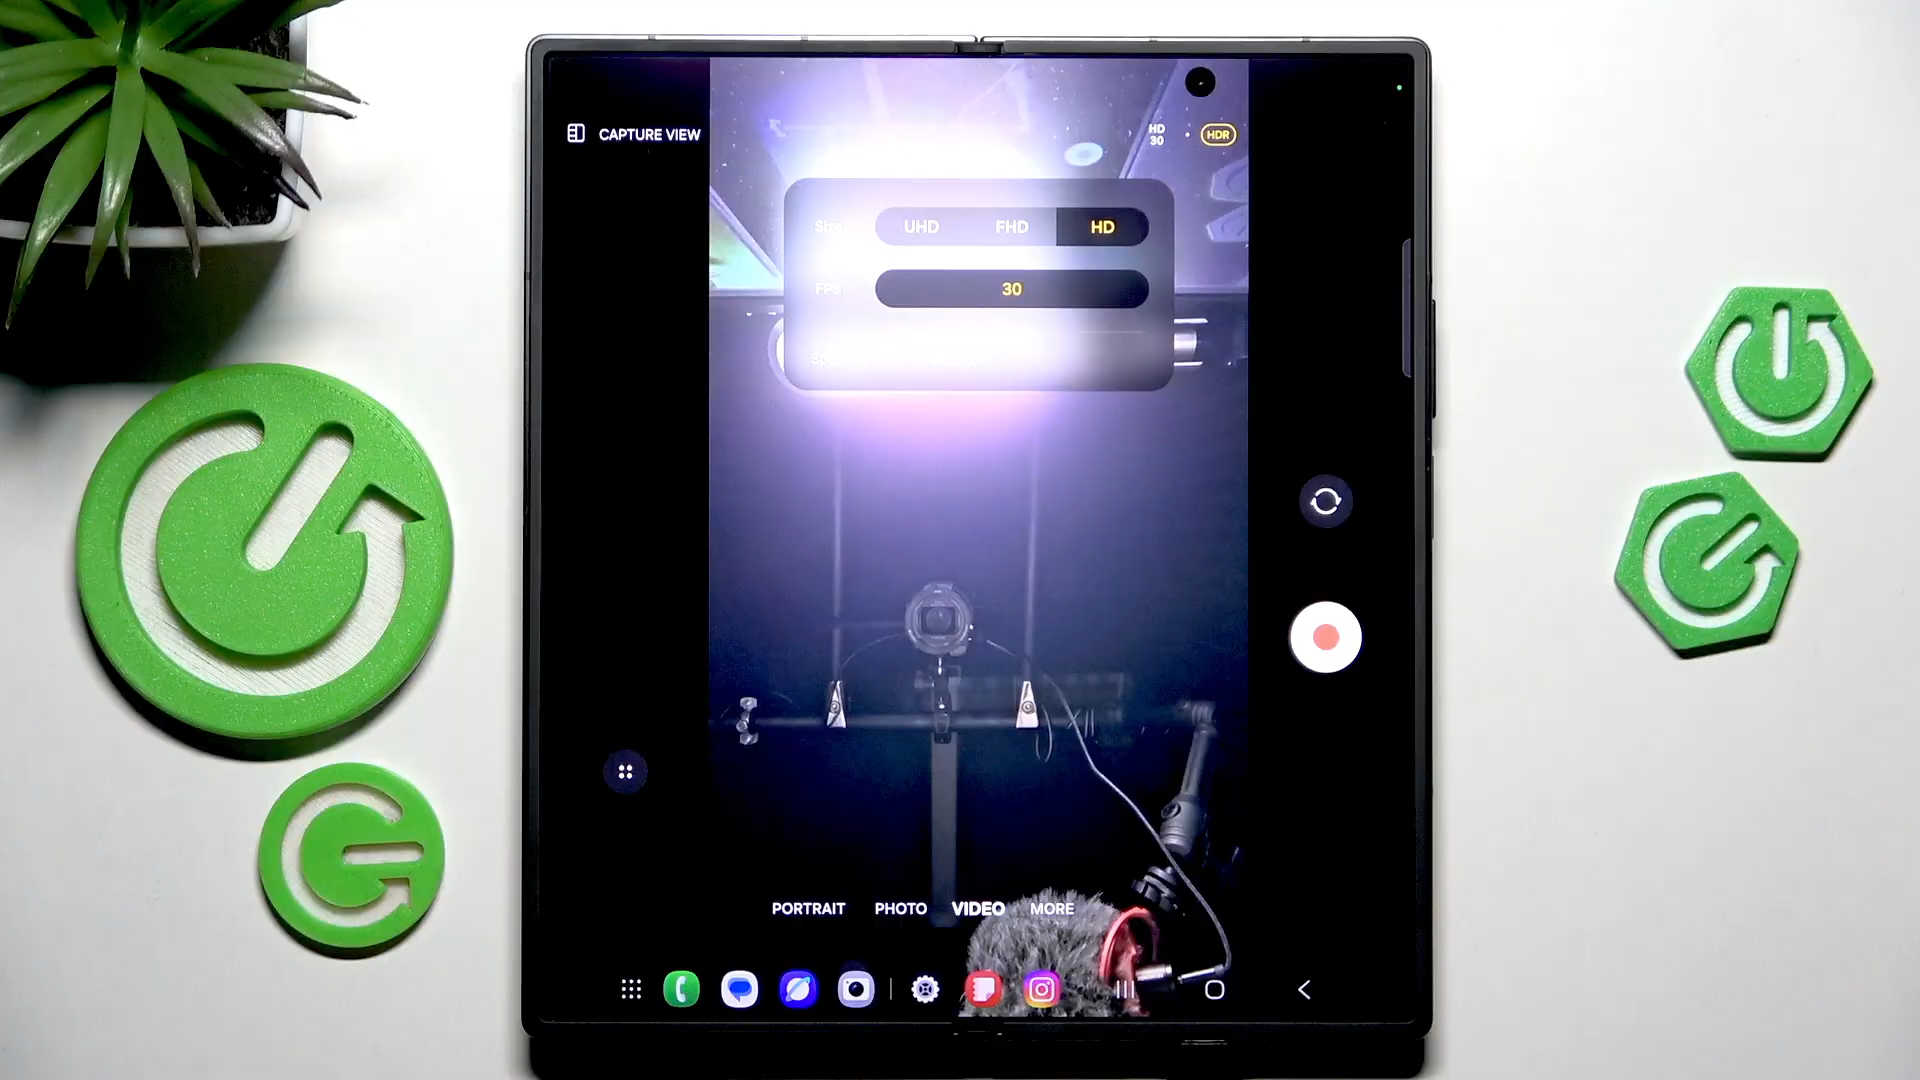 CAPTURE VIEW
HD
30
HDR
Size UHD FHD HD
FPS 30
PORTRAIT PHOTO VIDEO MORE